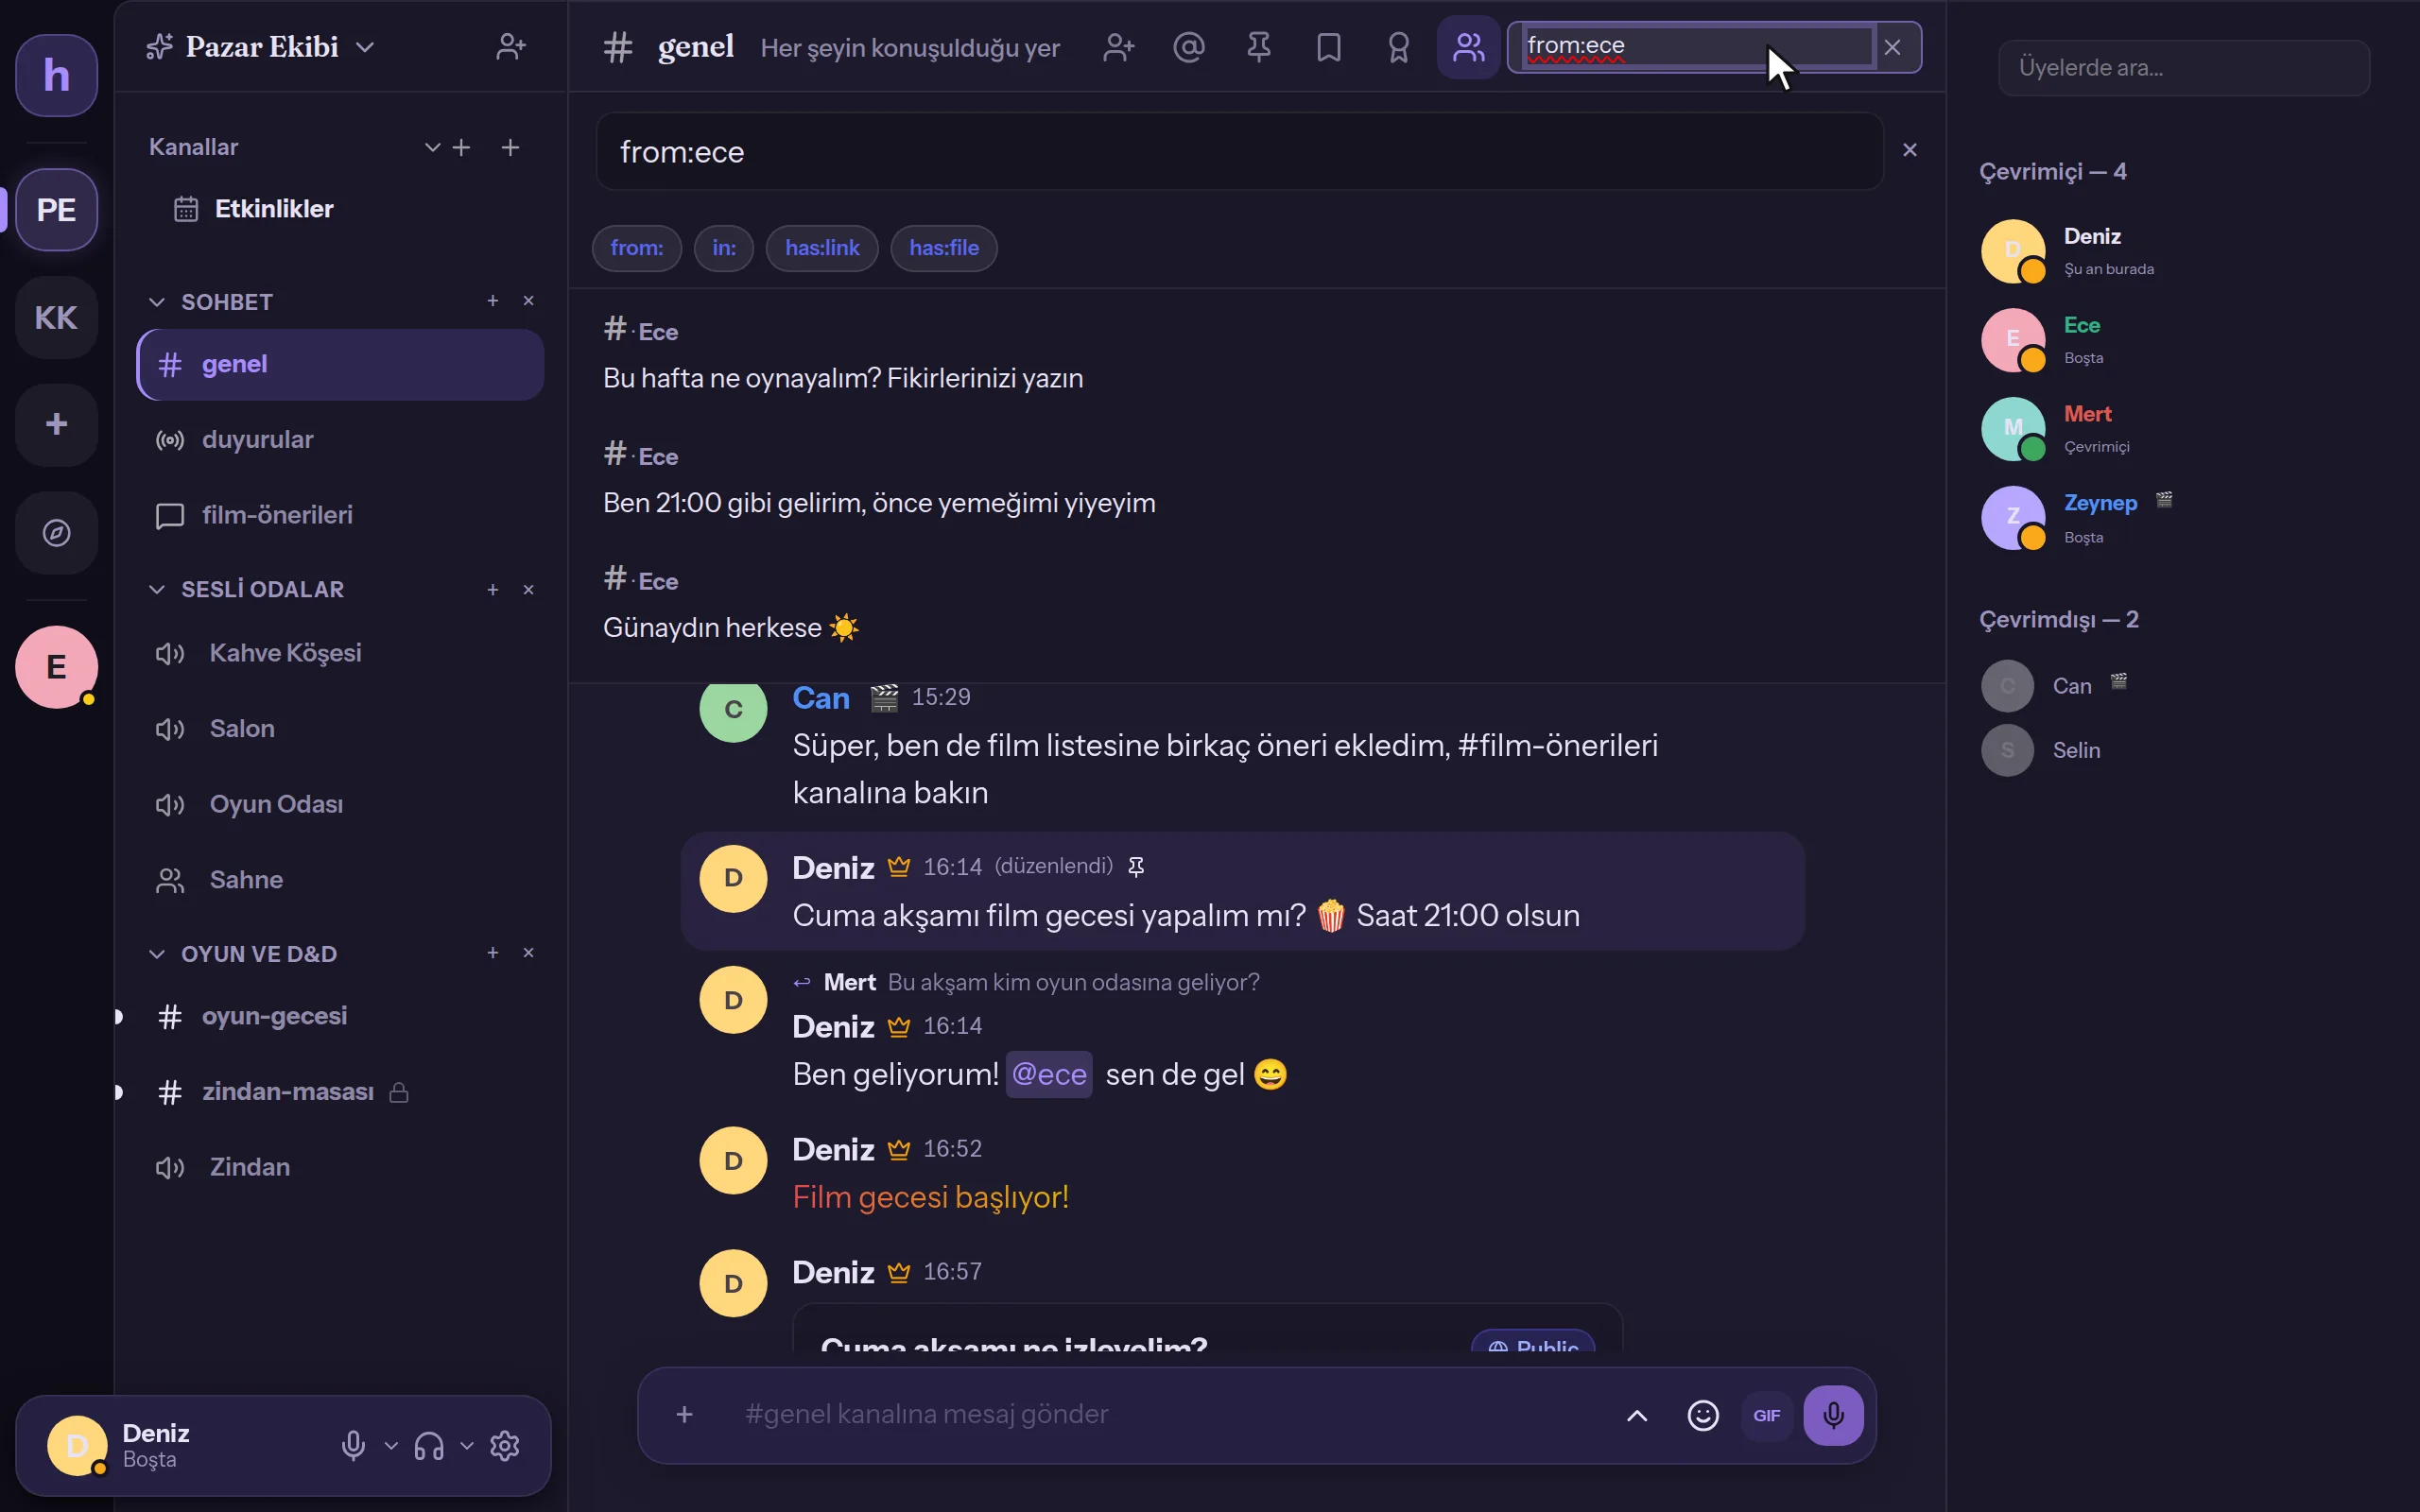 h
PE
KK
+
E
Pazar Ekibi
Kanallar
+ +
Etkinlikler
SOHBET + ×
# genel
duyurular
film-önerileri
SESLİ ODALAR + ×
Kahve Köşesi
Salon
Oyun Odası
Sahne
OYUN VE D&D + ×
# oyun-gecesi
# zindan-masası
Zindan
D Deniz
Boşta
# genel Her şeyin konuşulduğu yer
from:ece
from:ece ×
from: in: has:link has:file
# · Ece
Bu hafta ne oynayalım? Fikirlerinizi yazın
# · Ece
Ben 21:00 gibi gelirim, önce yemeğimi yiyeyim
# · Ece
Günaydın herkese ☀️
C Can 🎬 15:29
Süper, ben de film listesine birkaç öneri ekledim, #film-önerileri
kanalına bakın
D Deniz 16:14 (düzenlendi)
Cuma akşamı film gecesi yapalım mı? 🍿 Saat 21:00 olsun
Mert Bu akşam kim oyun odasına geliyor?
D Deniz 16:14
Ben geliyorum! @ece sen de gel 😄
D Deniz 16:52
Film gecesi başlıyor!
D Deniz 16:57
Cuma akşamı ne izleyelim? Public
+ #genel kanalına mesaj gönder GIF
Üyelerde ara...
Çevrimiçi — 4
D Deniz
Şu an burada
E Ece
Boşta
M Mert
Çevrimiçi
Z Zeynep 🎬
Boşta
Çevrimdışı — 2
C Can 🎬
S Selin